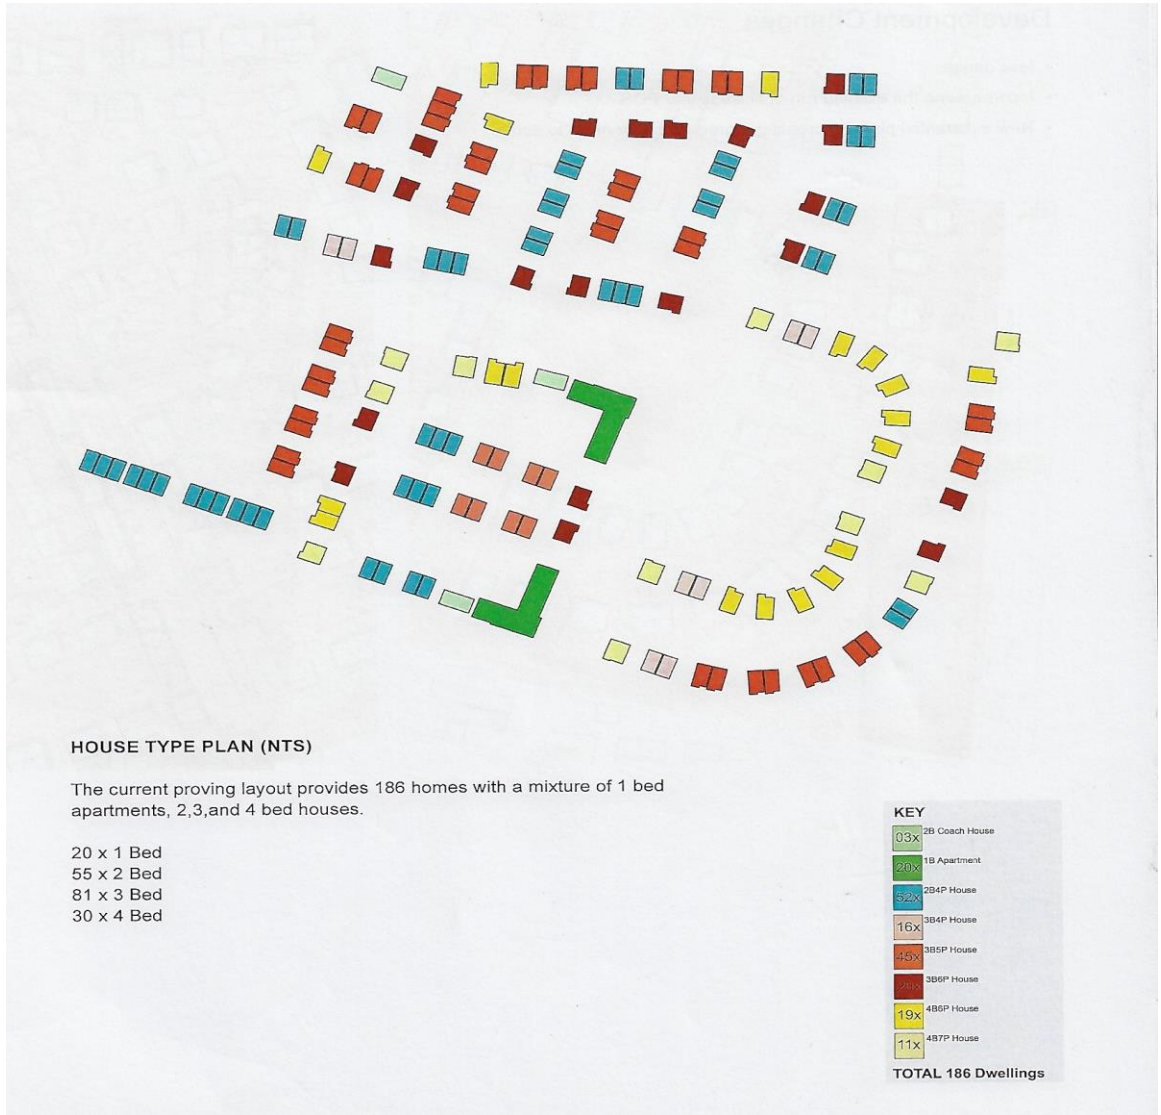 HOUSE TYPE PLAN (NTS)
The current proving layout provides 186 homes with a mixture of 1 bed
apartments, 2,3,and 4 bed houses.
20 x 1 Bed
55 x 2 Bed
81 x 3 Bed
30 x 4 Bed
KEY
03x 2B Coach House
20x 1B Apartment
52x 2B4P House
16x 3B4P House
45x 3B5P House
20x 3B6P House
19x 4B6P House
11x 4B7P House
TOTAL 186 Dwellings